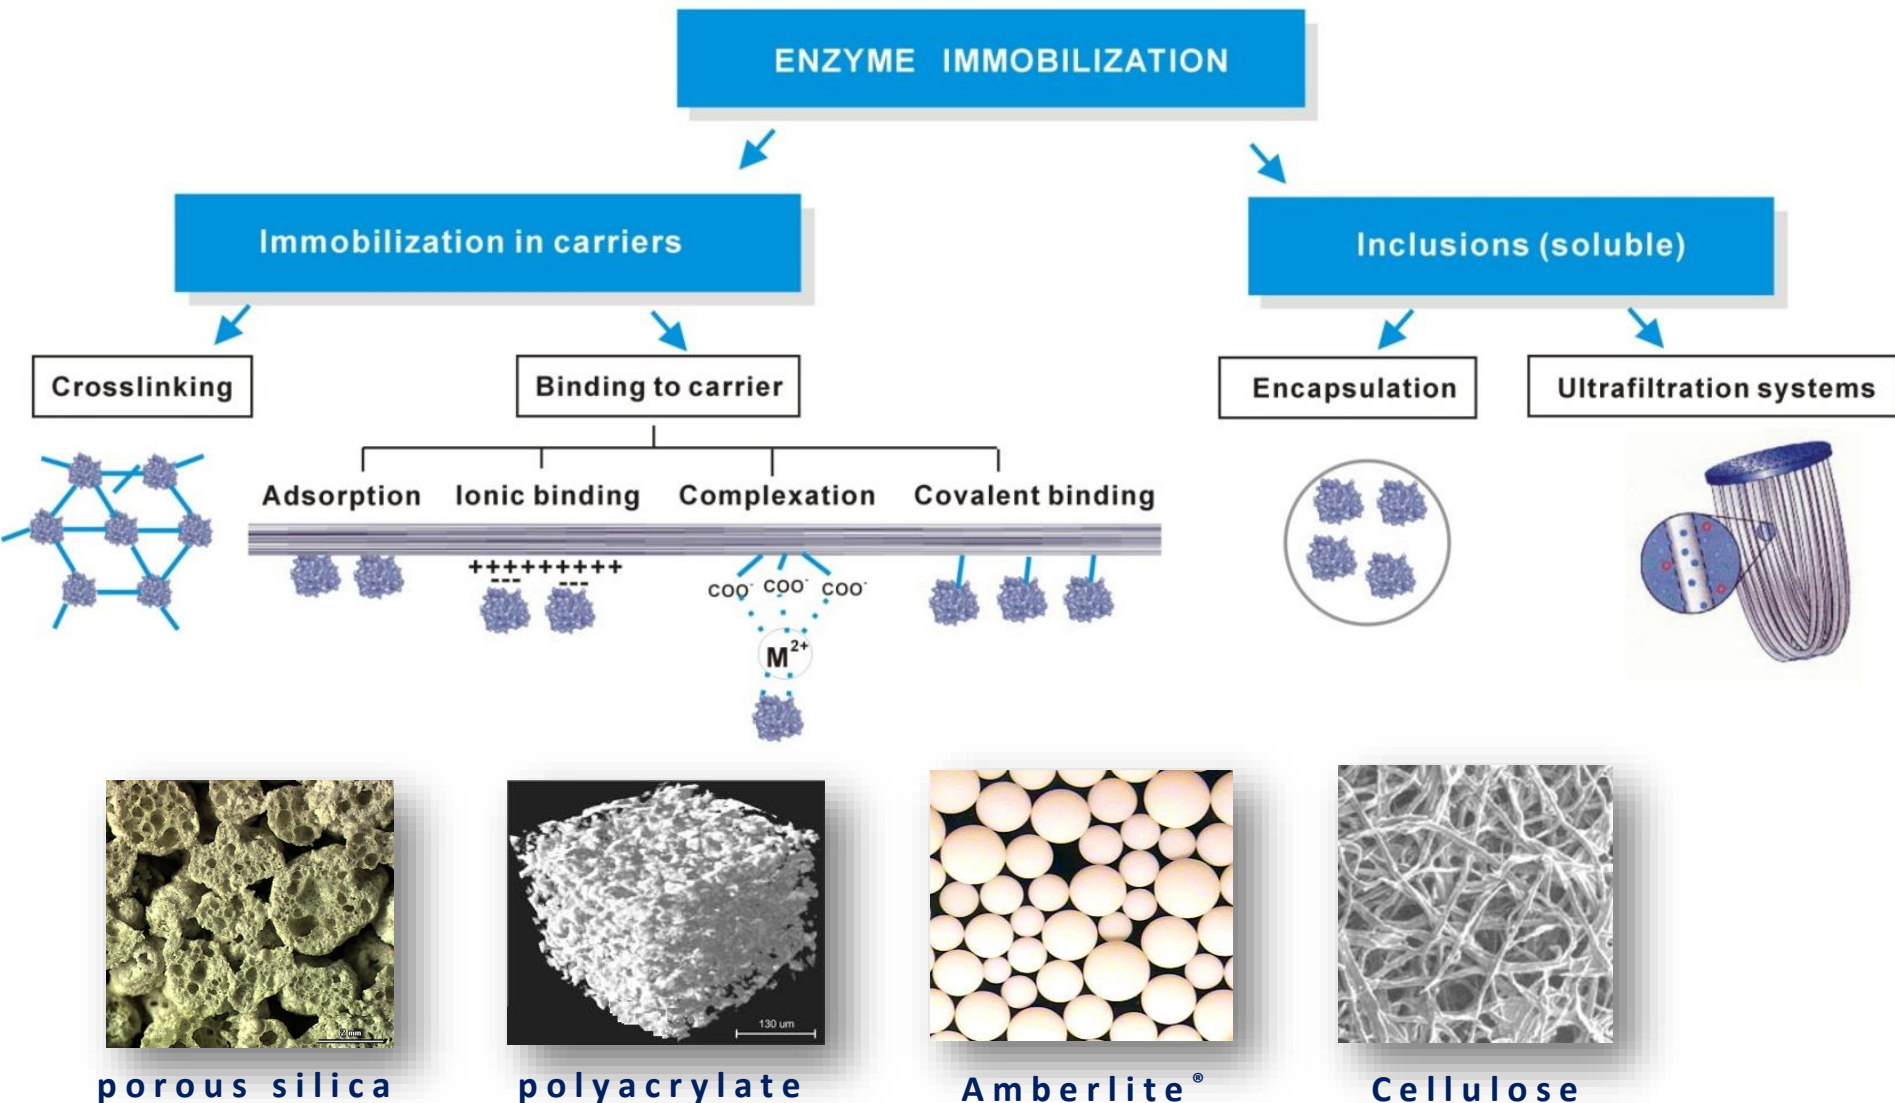 ENZYME IMMOBILIZATION
Immobilization in carriers
Inclusions (soluble)
Crosslinking
Binding to carrier
Encapsulation
Ultrafiltration systems
Adsorption
Ionic binding
Complexation
Covalent binding
+++++++++
--- ---
COO⁻ COO⁻ COO⁻
M²⁺
2 mm
130 um
porous silica
polyacrylate
Amberlite®
Cellulose